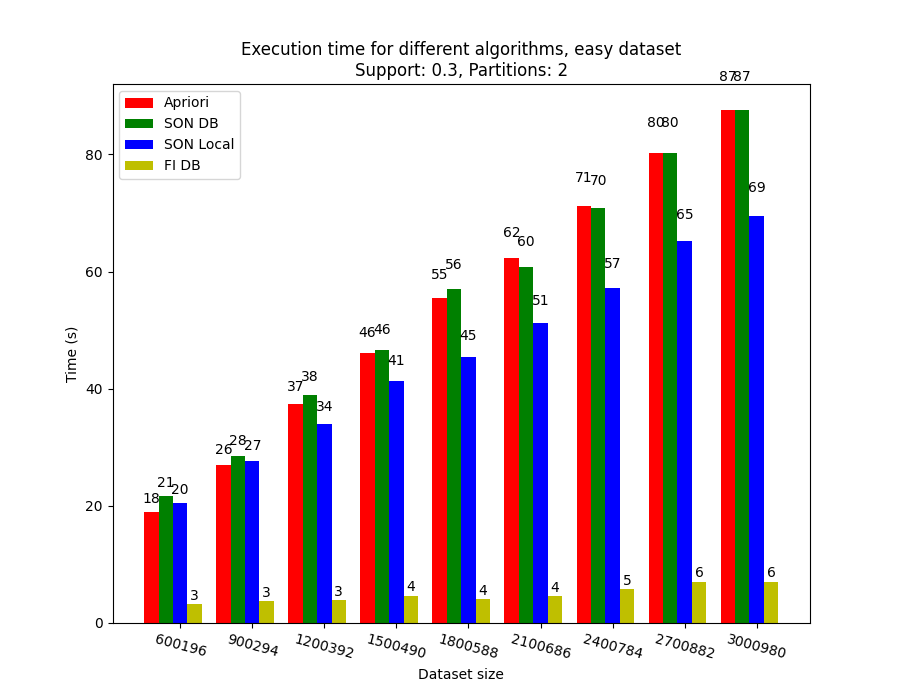 Execution time for different algorithms, easy dataset
Support: 0.3, Partitions: 2
Apriori
SON DB
SON Local
FI DB
Time (s)
80
60
40
20
0
18 21 20 3
26 28 27 3
37 38 34 3
46 46 41 4
55 56 45 4
62 60 51 4
71 70 57 5
80 80 65 6
87 87 69 6
600196 900294 1200392 1500490 1800588 2100686 2400784 2700882 3000980
Dataset size